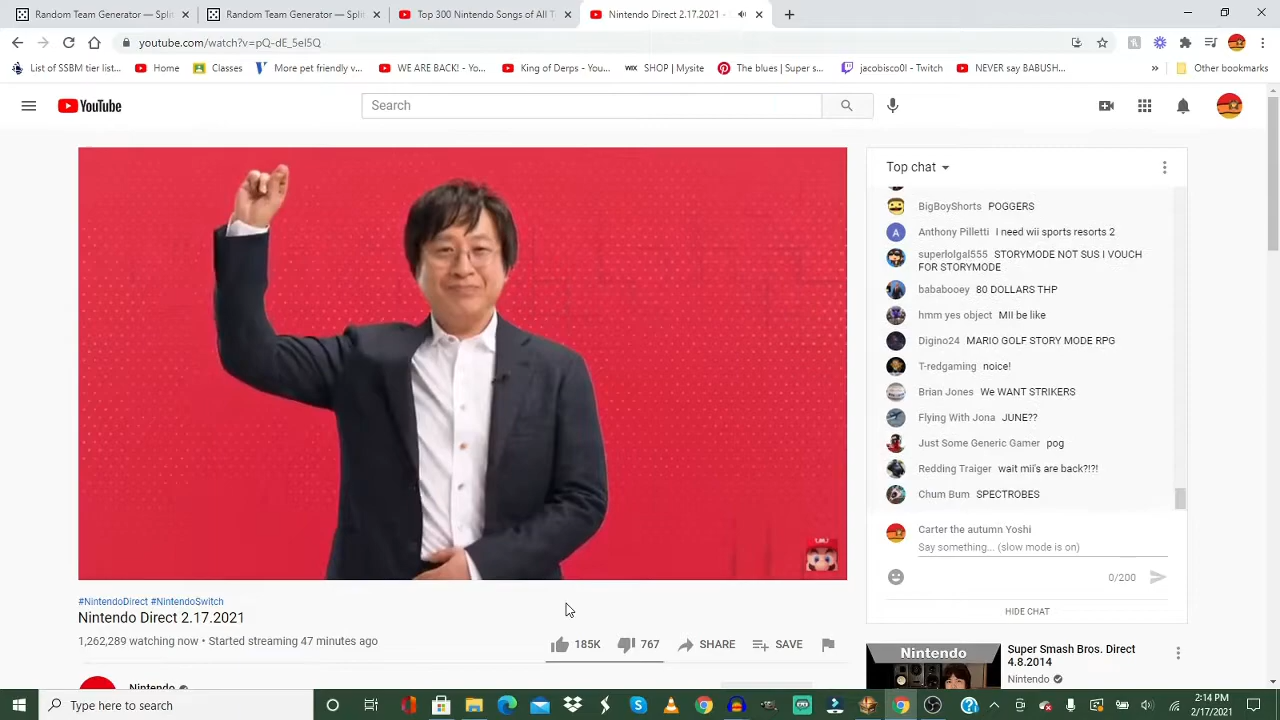 Random Team Generator — Spli
Random Team Generator — Spli
Top 300 Nintendo Songs of All T
Nintendo Direct 2.17.2021 -
youtube.com/watch?v=pQ-dE_5eI5Q
List of SSBM tier list...
Home
Classes
More pet friendly v...
WE ARE BACK! - Yo...
King of Derps - You...
WIX SHOP | Mysite
The blues | Super s...
jacobisco0l - Twitch
NEVER say BABUSH...
»
Other bookmarks
YouTube
Search
Top chat
BigBoyShorts POGGERS
Anthony Pilletti I need wii sports resorts 2
superlolgal555 STORYMODE NOT SUS I VOUCH
FOR STORYMODE
bababooey 80 DOLLARS THP
hmm yes object MII be like
Digino24 MARIO GOLF STORY MODE RPG
T-redgaming noice!
Brian Jones We WANT STRIKERS
Flying With Jona JUNE??
Just Some Generic Gamer pog
Redding Traiger wait mii's are back?!?!
Chum Bum SPECTROBES
Carter the autumn Yoshi
Say something... (slow mode is on)
0/200
HIDE CHAT
#NintendoDirect #NintendoSwitch
Nintendo Direct 2.17.2021
1,262,289 watching now • Started streaming 47 minutes ago
185K
767
SHARE
SAVE
Nintendo
Super Smash Bros. Direct
4.8.2014
Nintendo
Nintendo
Type here to search
2:14 PM
2/17/2021